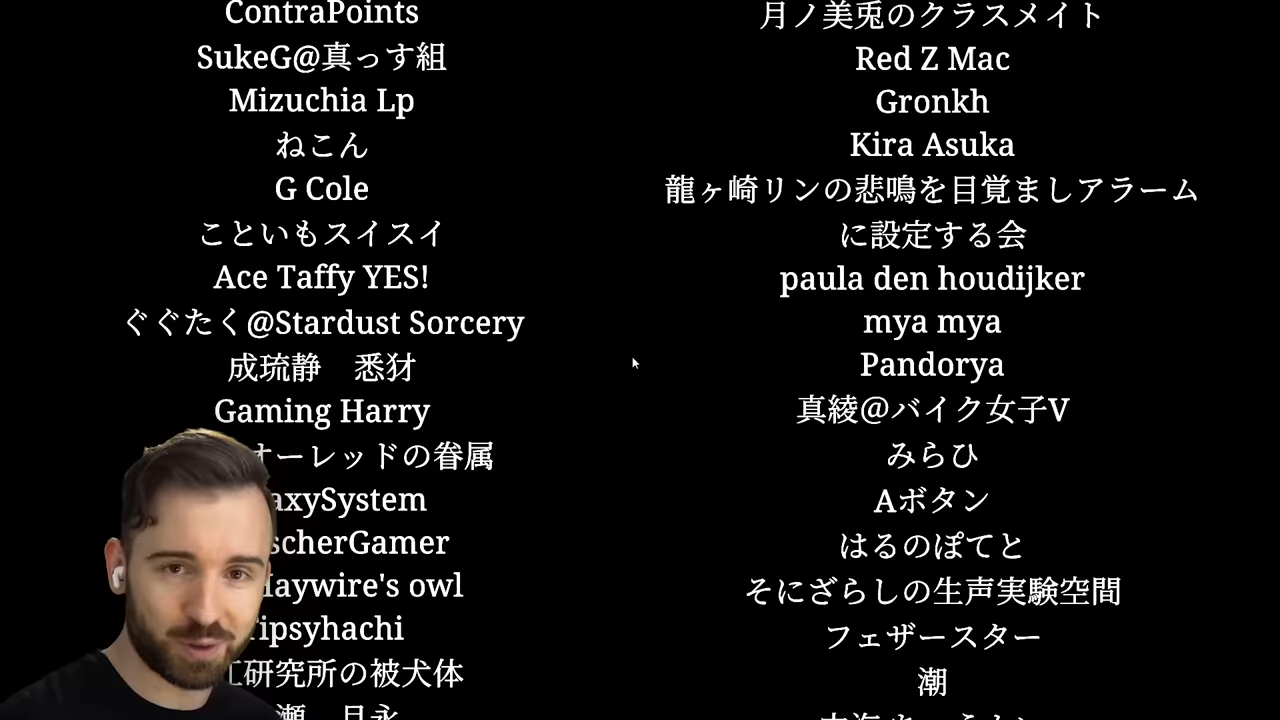 ContraPoints
SukeG@真っす組
Mizuchia Lp
ねこん
G Cole
こといもスイスイ
Ace Taffy YES!
ぐぐたく@Stardust Sorcery
成琉静　悉犲
Gaming Harry
オーレッドの眷属
axySystem
scherGamer
Haywire's owl
ipsyhachi
研究所の被犬体
月ノ美兎のクラスメイト
Red Z Mac
Gronkh
Kira Asuka
龍ヶ崎リンの悲鳴を目覚ましアラーム
に設定する会
paula den houdijker
mya mya
Pandorya
真綾@バイク女子V
みらひ
Aボタン
はるのぽてと
そにざらしの生声実験空間
フェザースター
潮